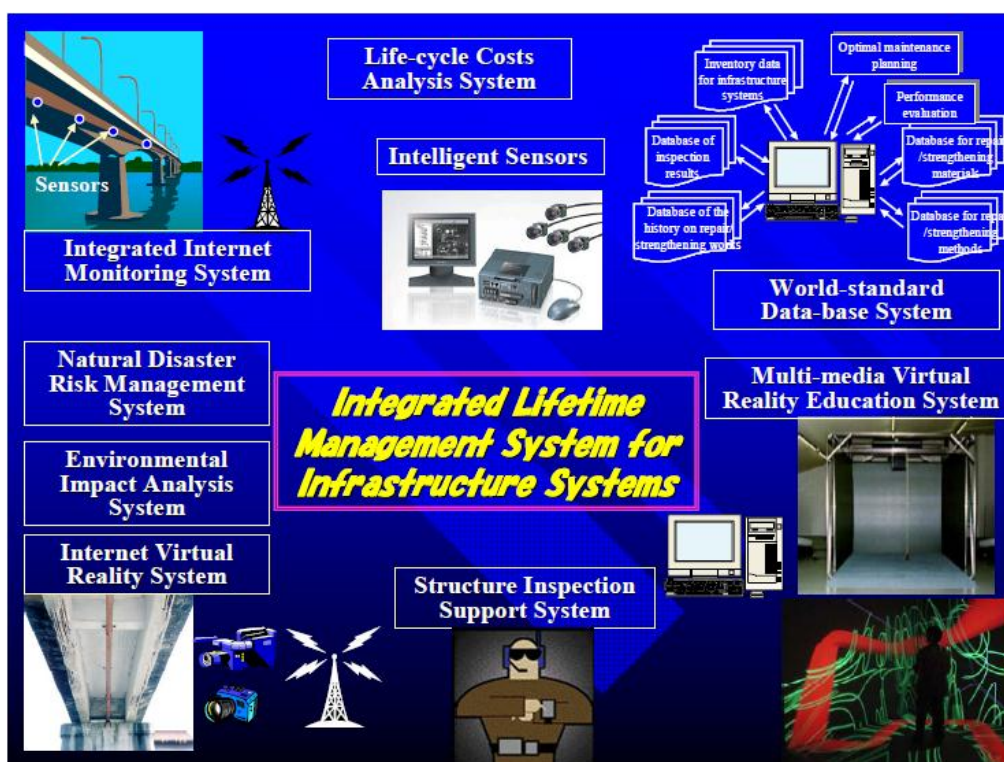 Life-cycle Costs
Analysis System
Optimal maintenance
planning
Inventory data
for infrastructure
systems
Performance
evaluation
Database of
inspection
results
Database for repair
/strengthening
materials
Database of the
history on repair/
strengthening works
Database for repair
/strengthening
methods
Sensors
Intelligent Sensors
Integrated Internet
Monitoring System
World-standard
Data-base System
Natural Disaster
Risk Management
System
Integrated Lifetime
Management System for
Infrastructure Systems
Multi-media Virtual
Reality Education System
Environmental
Impact Analysis
System
Internet Virtual
Reality System
Structure Inspection
Support System